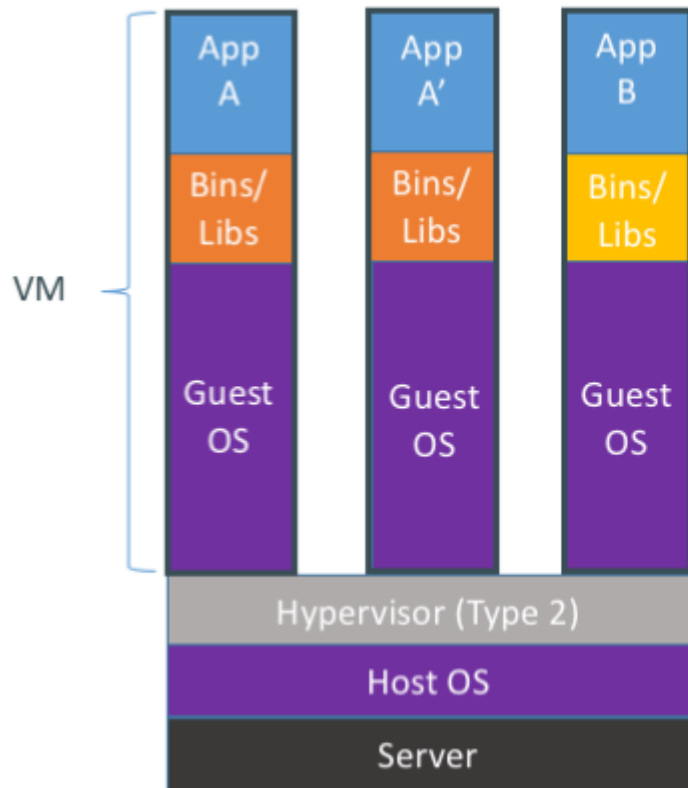 App
A
Bins/
Libs
Guest
OS
App
A’
Bins/
Libs
Guest
OS
App
B
Bins/
Libs
Guest
OS
VM
Hypervisor (Type 2)
Host OS
Server